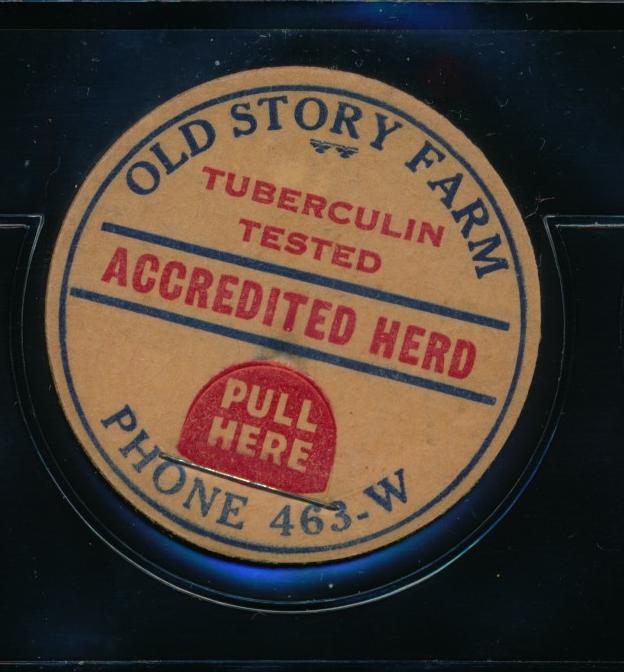 OLD STORY FARM
TUBERCULIN
TESTED
ACCREDITED HERD
PULL
HERE
PHONE 463-W